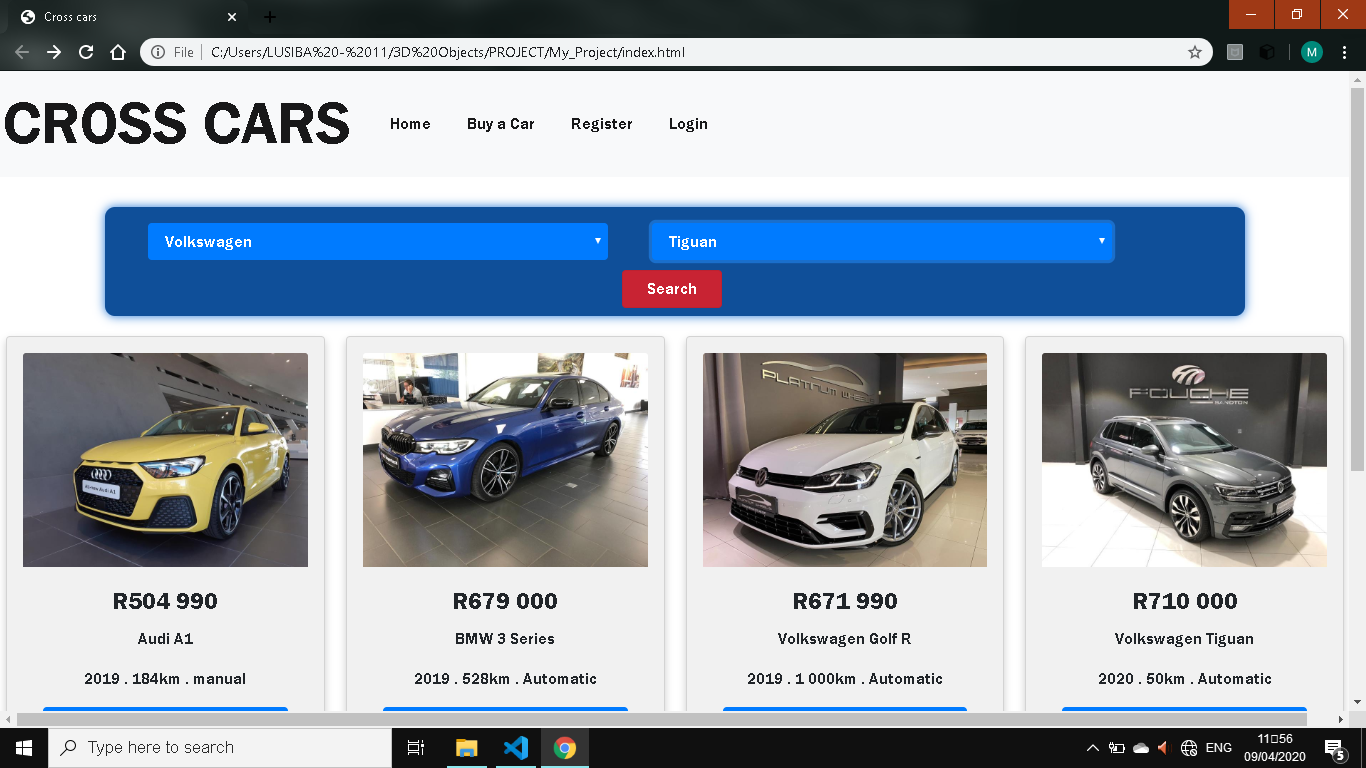 Cross cars
File C:/Users/LUSIBA%20-%2011/3D%20Objects/PROJECT/My_Project/index.html
M
CROSS CARS Home Buy a Car Register Login
Volkswagen Tiguan
Search
PLATINUM
FOUCHE
SANDTON
R504 990 R679 000 R671 990 R710 000
Audi A1 BMW 3 Series Volkswagen Golf R Volkswagen Tiguan
2019 . 184km . manual 2019 . 528km . Automatic 2019 . 1 000km . Automatic 2020 . 50km . Automatic
Type here to search ENG 11□56
09/04/2020
5